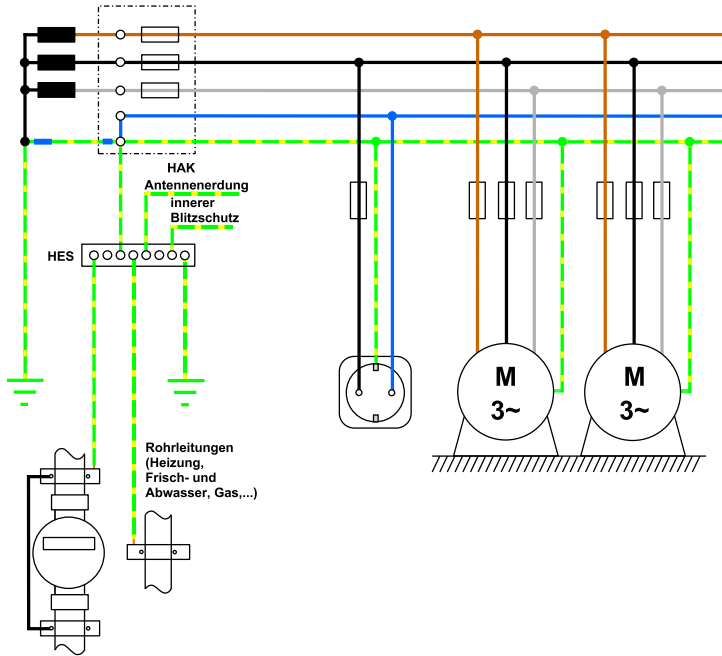 HAK
Antennenerdung
innerer
Blitzschutz
HES
M
3~
M
3~
Rohrleitungen
(Heizung,
Frisch- und
Abwasser, Gas,...)